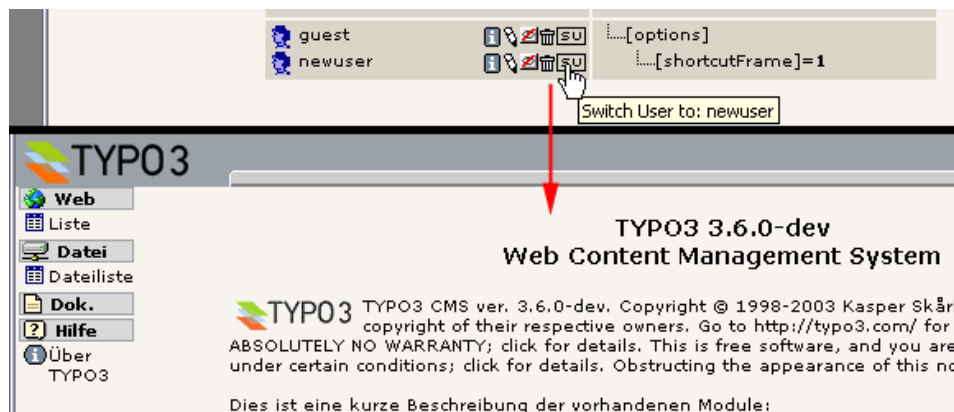 guest SU [options]
newuser SU [shortcutFrame]=1
Switch User to: newuser
TYPO3
Web
Liste
Datei
Dateiliste
Dok.
Hilfe
Über
TYPO3
TYPO3 3.6.0-dev
Web Content Management System
TYPO3 TYPO3 CMS ver. 3.6.0-dev. Copyright © 1998-2003 Kasper Skår
copyright of their respective owners. Go to http://typo3.com/ for
ABSOLUTELY NO WARRANTY; click for details. This is free software, and you are
under certain conditions; click for details. Obstructing the appearance of this no
Dies ist eine kurze Beschreibung der vorhandenen Module: